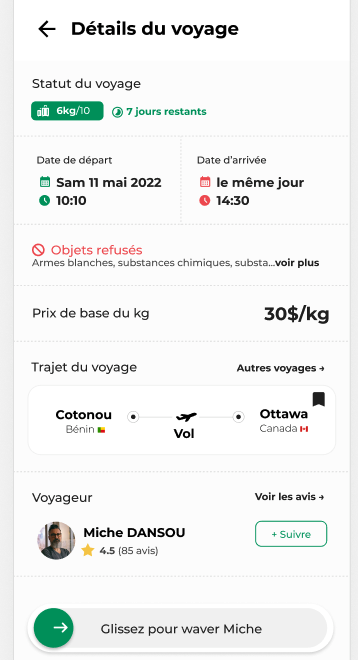 Détails du voyage
Statut du voyage
6kg/10
7 jours restants
Date de départ
Sam 11 mai 2022
10:10
Date d'arrivée
le même jour
14:30
Objets refusés
Armes blanches, substances chimiques, substa...voir plus
Prix de base du kg
30$/kg
Trajet du voyage
Autres voyages →
Cotonou
Bénin
Vol
Ottawa
Canada
Voyageur
Voir les avis →
Miche DANSOU
4.5 (85 avis)
+ Suivre
Glissez pour waver Miche